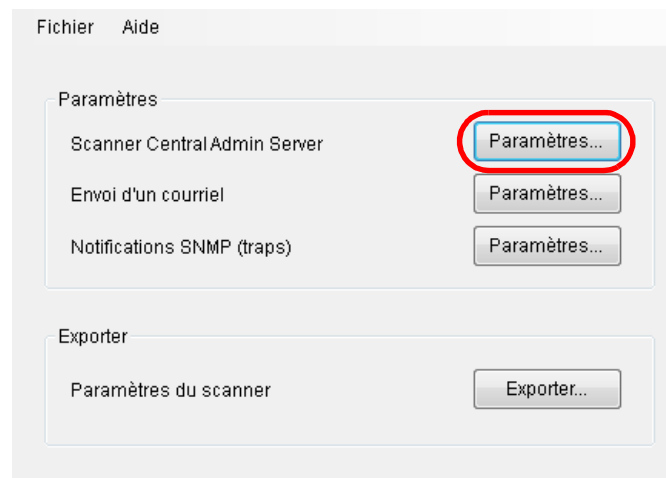 Fichier Aide
Paramètres
Scanner Central Admin Server Paramètres...
Envoi d'un courriel Paramètres...
Notifications SNMP (traps) Paramètres...
Exporter
Paramètres du scanner Exporter...